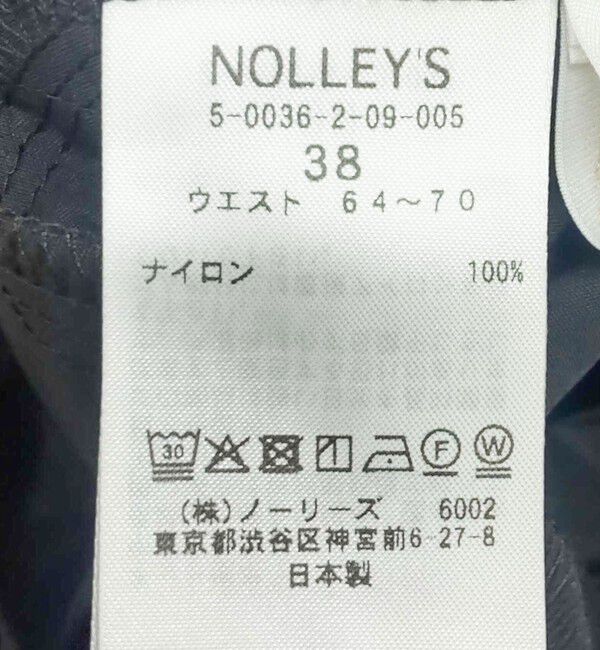 NOLLEY'S
5-0036-2-09-005
38
ウエスト 64～70
ナイロン 100%
30 F W
(株)ノーリーズ 6002
東京都渋谷区神宮前6-27-8
日本製